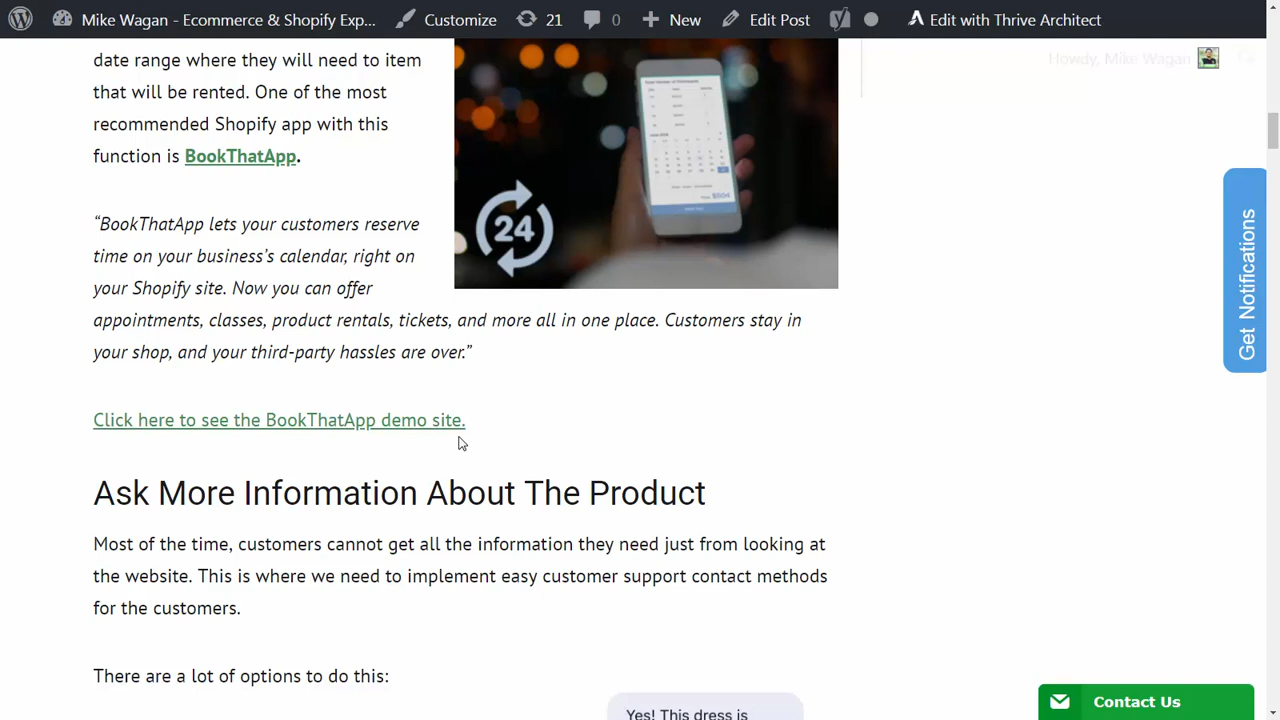 Mike Wagan - Ecommerce & Shopify Exp... Customize 21 0 New Edit Post Edit with Thrive Architect
Howdy, Mike Wagan
date range where they will need to item
that will be rented. One of the most
recommended Shopify app with this
function is BookThatApp.
24
“BookThatApp lets your customers reserve
time on your business’s calendar, right on
your Shopify site. Now you can offer
appointments, classes, product rentals, tickets, and more all in one place. Customers stay in
your shop, and your third-party hassles are over.”
Get Notifications
Click here to see the BookThatApp demo site.
Ask More Information About The Product
Most of the time, customers cannot get all the information they need just from looking at
the website. This is where we need to implement easy customer support contact methods
for the customers.
There are a lot of options to do this:
Yes! This dress is
Contact Us